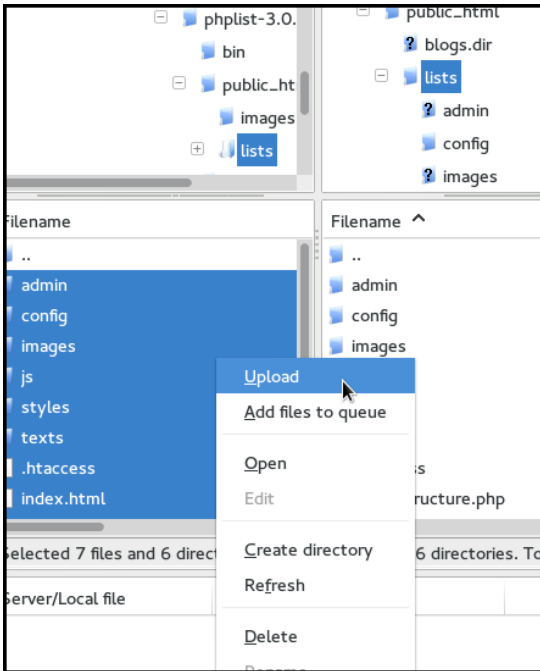 phplist-3.0.
bin
public_ht
images
lists
public_html
blogs.dir
lists
admin
config
images
Filename
..
admin
config
images
js
styles
texts
.htaccess
index.html
Selected 7 files and 6 direct
Server/Local file
Filename
..
admin
config
images
ss
ructure.php
6 directories. To
Upload
Add files to queue
Open
Edit
Create directory
Refresh
Delete
Rename